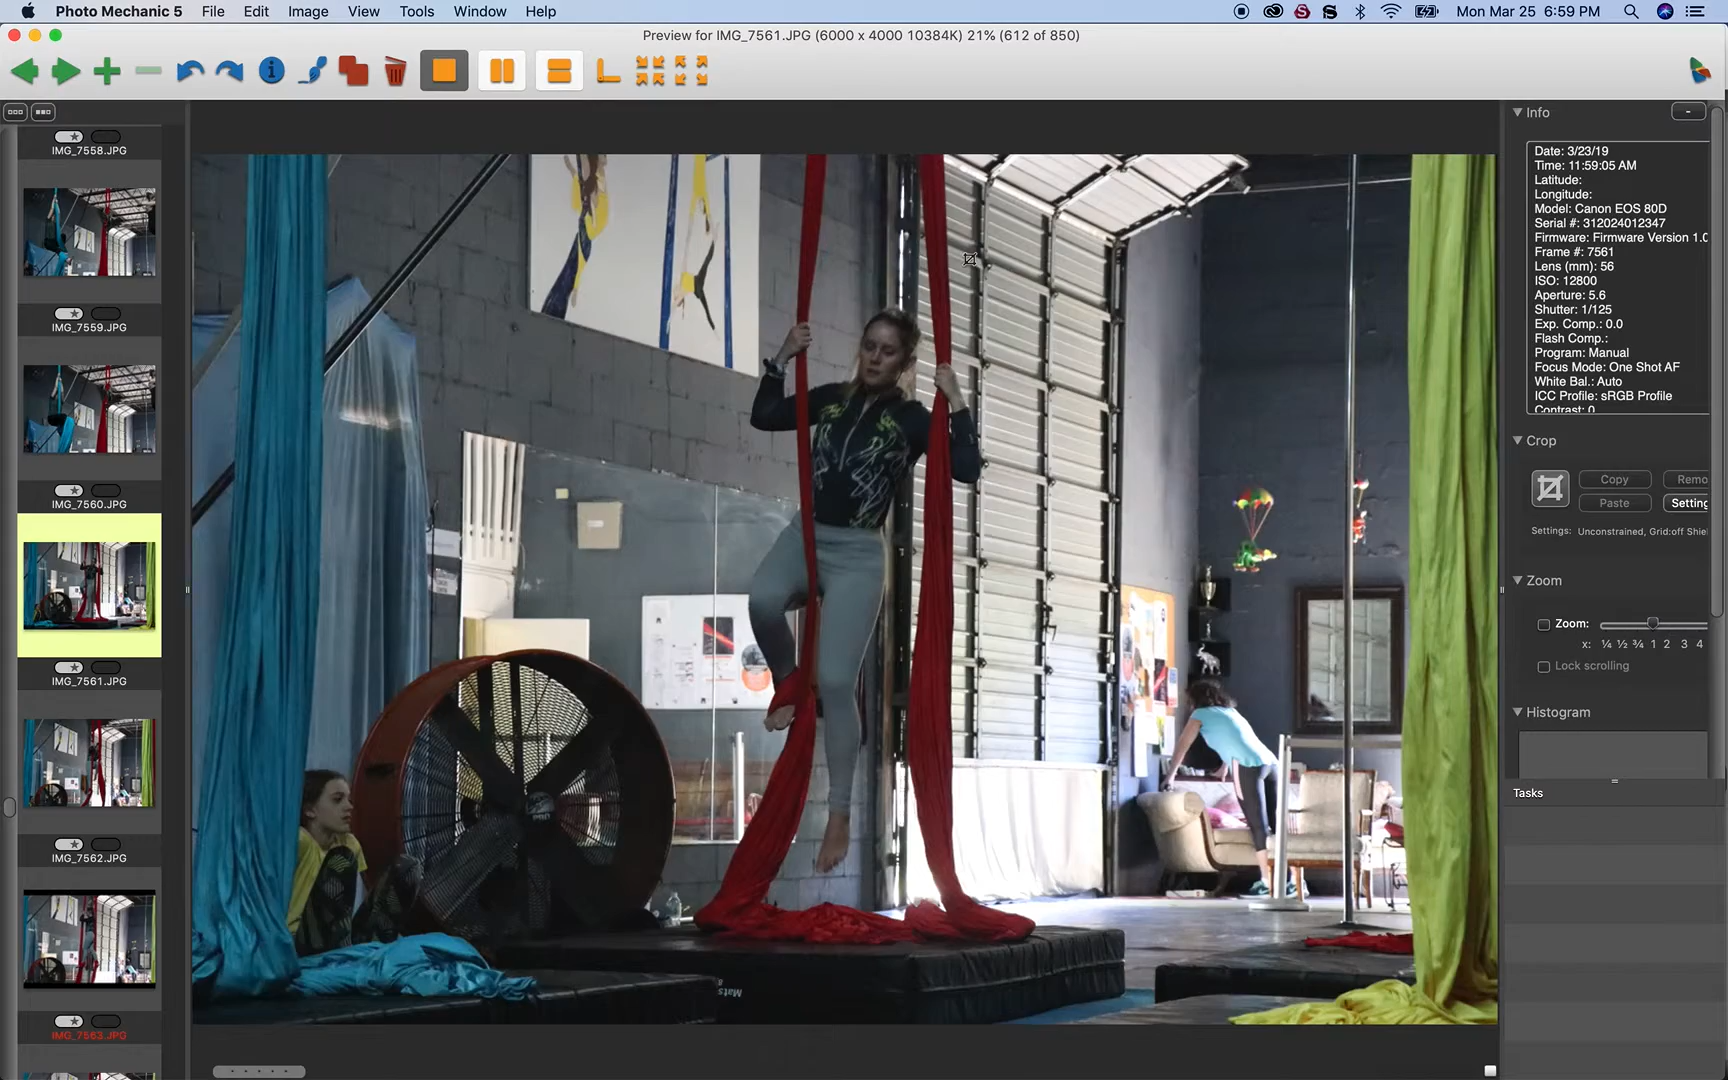 Photo Mechanic 5 File Edit Image View Tools Window Help
Mon Mar 25 6:59 PM
Preview for IMG_7561.JPG (6000 x 4000 10384K) 21% (612 of 850)
IMG_7558.JPG
IMG_7559.JPG
IMG_7560.JPG
IMG_7561.JPG
IMG_7562.JPG
IMG_7563.JPG
Mats
Info
Date: 3/23/19
Time: 11:59:05 AM
Latitude:
Longitude:
Model: Canon EOS 80D
Serial #: 312024012347
Firmware: Firmware Version 1.0
Frame #: 7561
Lens (mm): 56
ISO: 12800
Aperture: 5.6
Shutter: 1/125
Exp. Comp.: 0.0
Flash Comp.:
Program: Manual
Focus Mode: One Shot AF
White Bal.: Auto
ICC Profile: sRGB Profile
Contrast: 0
Crop
Copy Remo
Paste Setting
Settings: Unconstrained, Grid:off Shie
Zoom
Zoom:
x: ¼ ½ ¾ 1 2 3 4
Lock scrolling
Histogram
Tasks